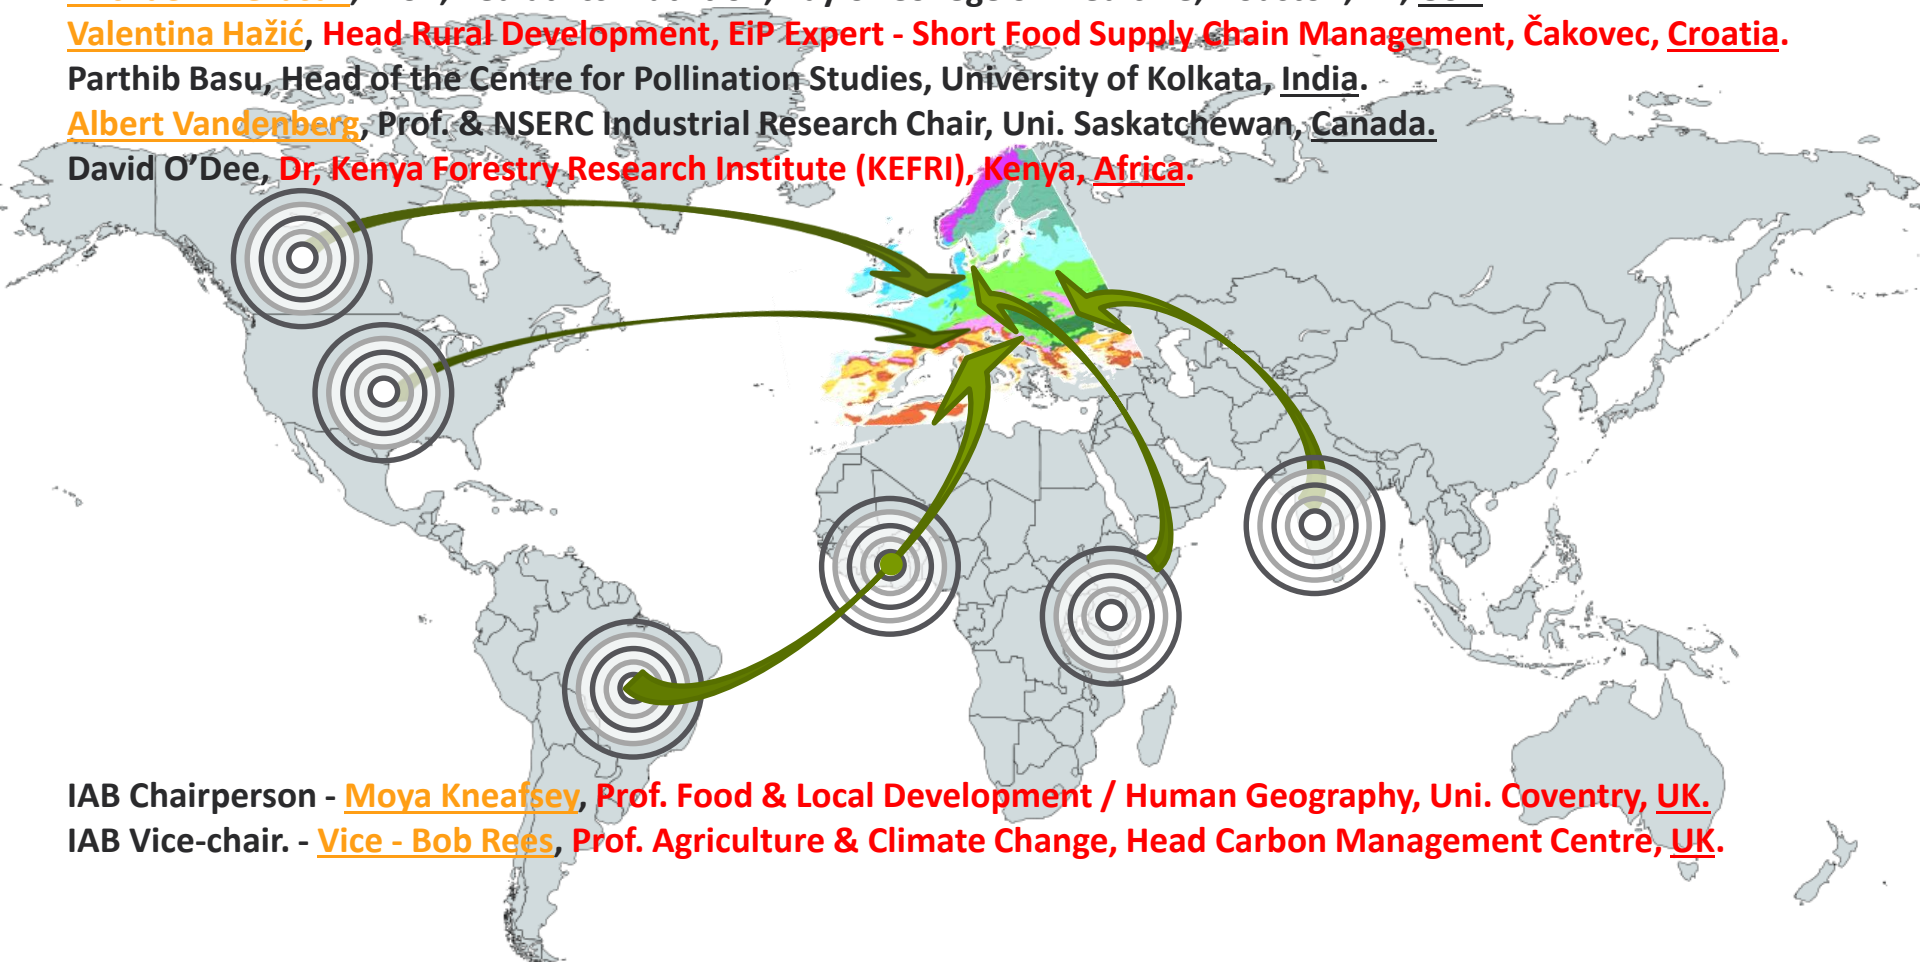 Valentina Hažić, Head Rural Development, EiP Expert - Short Food Supply Chain Management, Čakovec, Croatia.
Parthib Basu, Head of the Centre for Pollination Studies, University of Kolkata, India.
Albert Vandenberg, Prof. & NSERC Industrial Research Chair, Uni. Saskatchewan, Canada.
David O’Dee, Dr, Kenya Forestry Research Institute (KEFRI), Kenya, Africa.
IAB Chairperson - Moya Kneafsey, Prof. Food & Local Development / Human Geography, Uni. Coventry, UK.
IAB Vice-chair. - Vice - Bob Rees, Prof. Agriculture & Climate Change, Head Carbon Management Centre, UK.